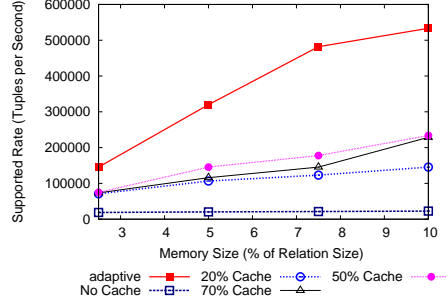 600000
500000
400000
300000
200000
100000
0
Supported Rate (Tuples per Second)
3 4 5 6 7 8 9 10
Memory Size (% of Relation Size)
adaptive 20% Cache 50% Cache
No Cache 70% Cache